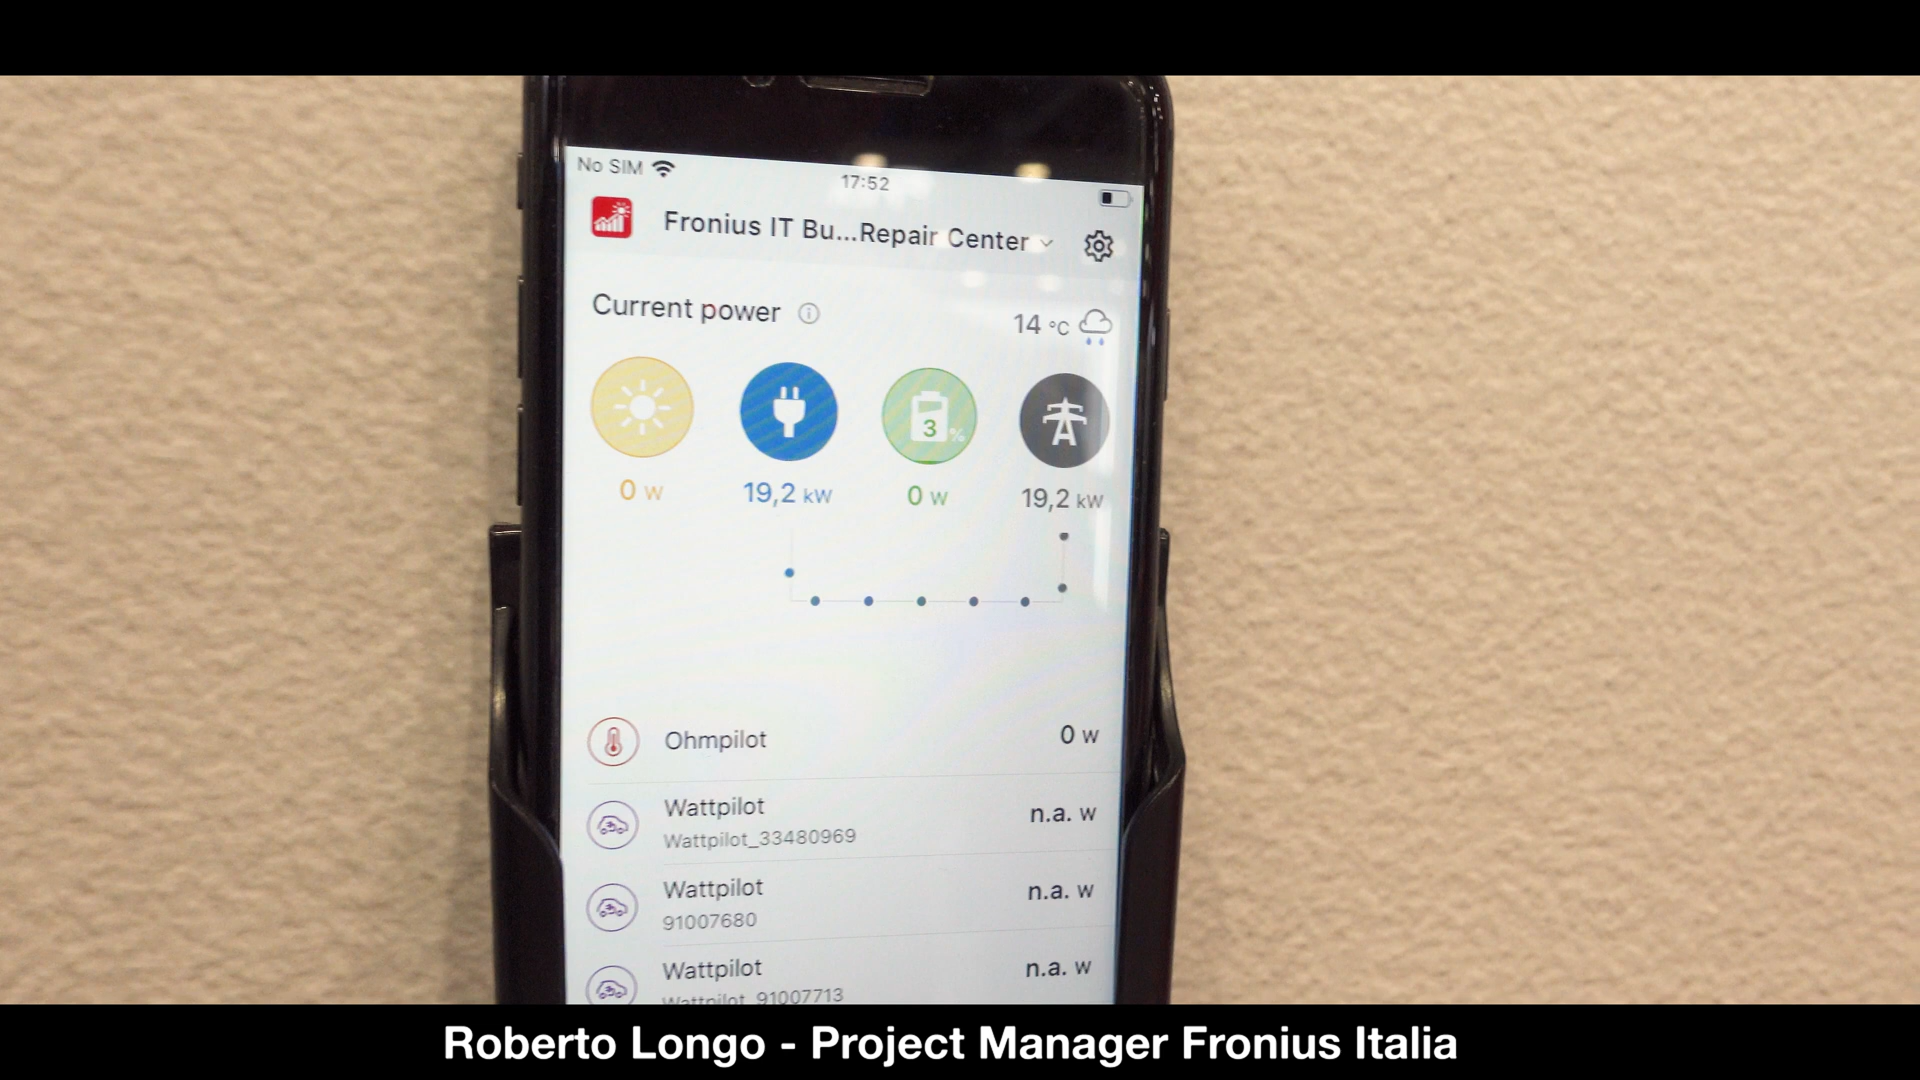 No SIM
17:52
Fronius IT Bu...Repair Center
Current power
14 °C
3 %
0 W
19,2 kW
0 W
19,2 kW
Ohmpilot
0 W
Wattpilot
n.a. W
Wattpilot_33480969
Wattpilot
n.a. W
91007680
Wattpilot
n.a. W
Wattpilot_91007713
Roberto Longo - Project Manager Fronius Italia